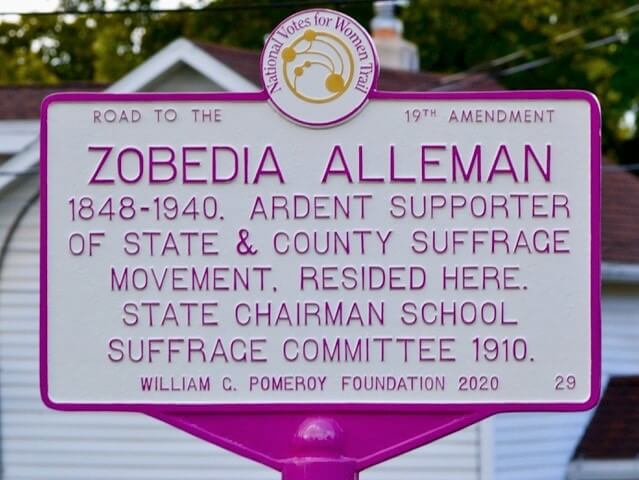 National Votes for Women Trail
ROAD TO THE 19TH AMENDMENT
ZOBEDIA ALLEMAN
1848-1940. ARDENT SUPPORTER
OF STATE & COUNTY SUFFRAGE
MOVEMENT, RESIDED HERE.
STATE CHAIRMAN SCHOOL
SUFFRAGE COMMITTEE 1910.
WILLIAM G. POMEROY FOUNDATION 2020 29